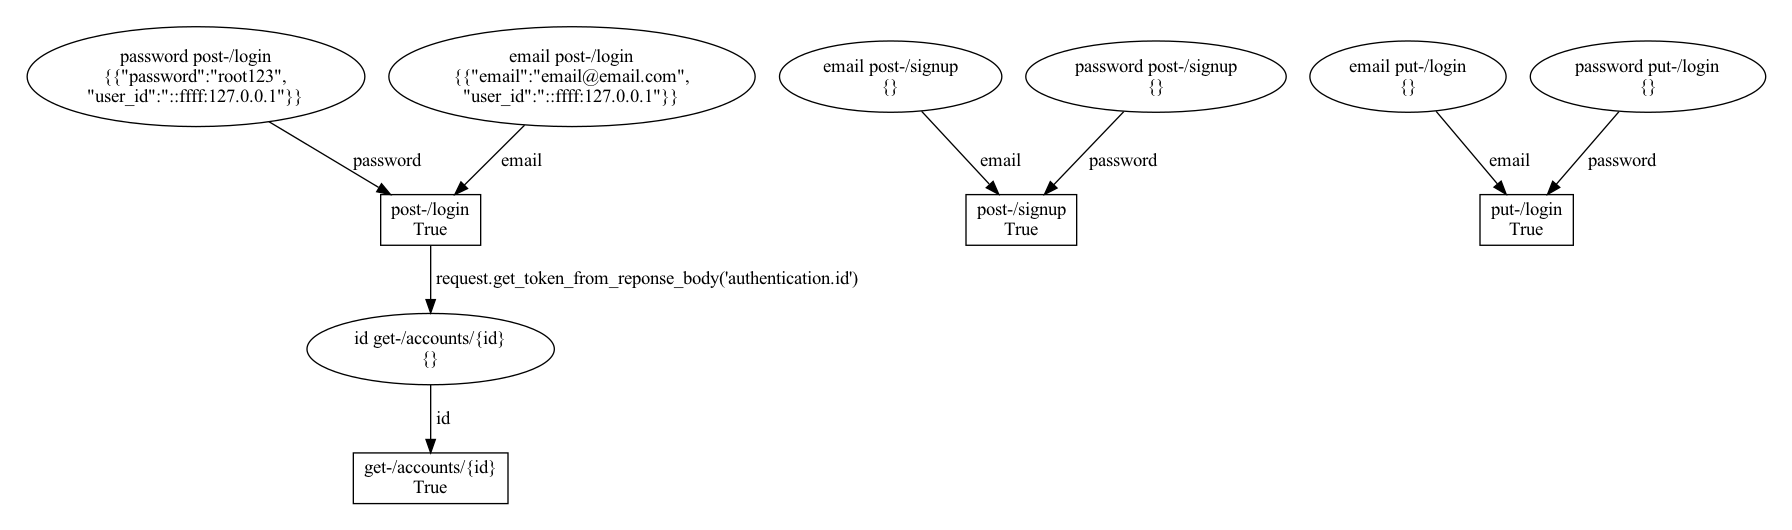 password post-/login
{{"password":"root123",
"user_id":"::ffff:127.0.0.1"}}
email post-/login
{{"email":"email@email.com",
"user_id":"::ffff:127.0.0.1"}}
email post-/signup
{}
password post-/signup
{}
email put-/login
{}
password put-/login
{}
password
email
email
password
email
password
post-/login
True
post-/signup
True
put-/login
True
request.get_token_from_reponse_body('authentication.id')
id get-/accounts/{id}
{}
id
get-/accounts/{id}
True